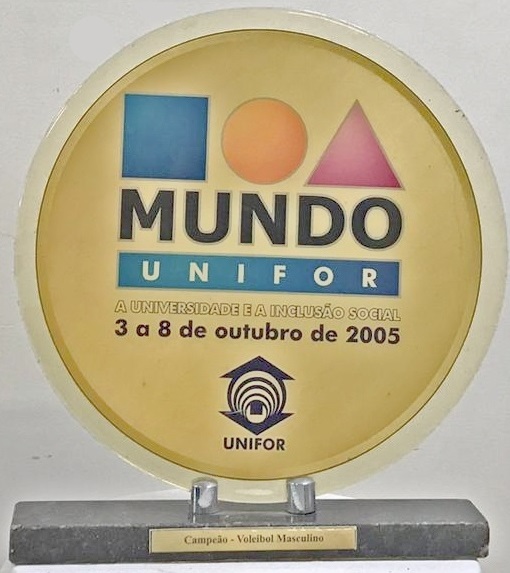 MUNDO
UNIFOR
A UNIVERSIDADE E A INCLUSÃO SOCIAL
3 a 8 de outubro de 2005
UNIFOR
Campeão - Voleibol Masculino